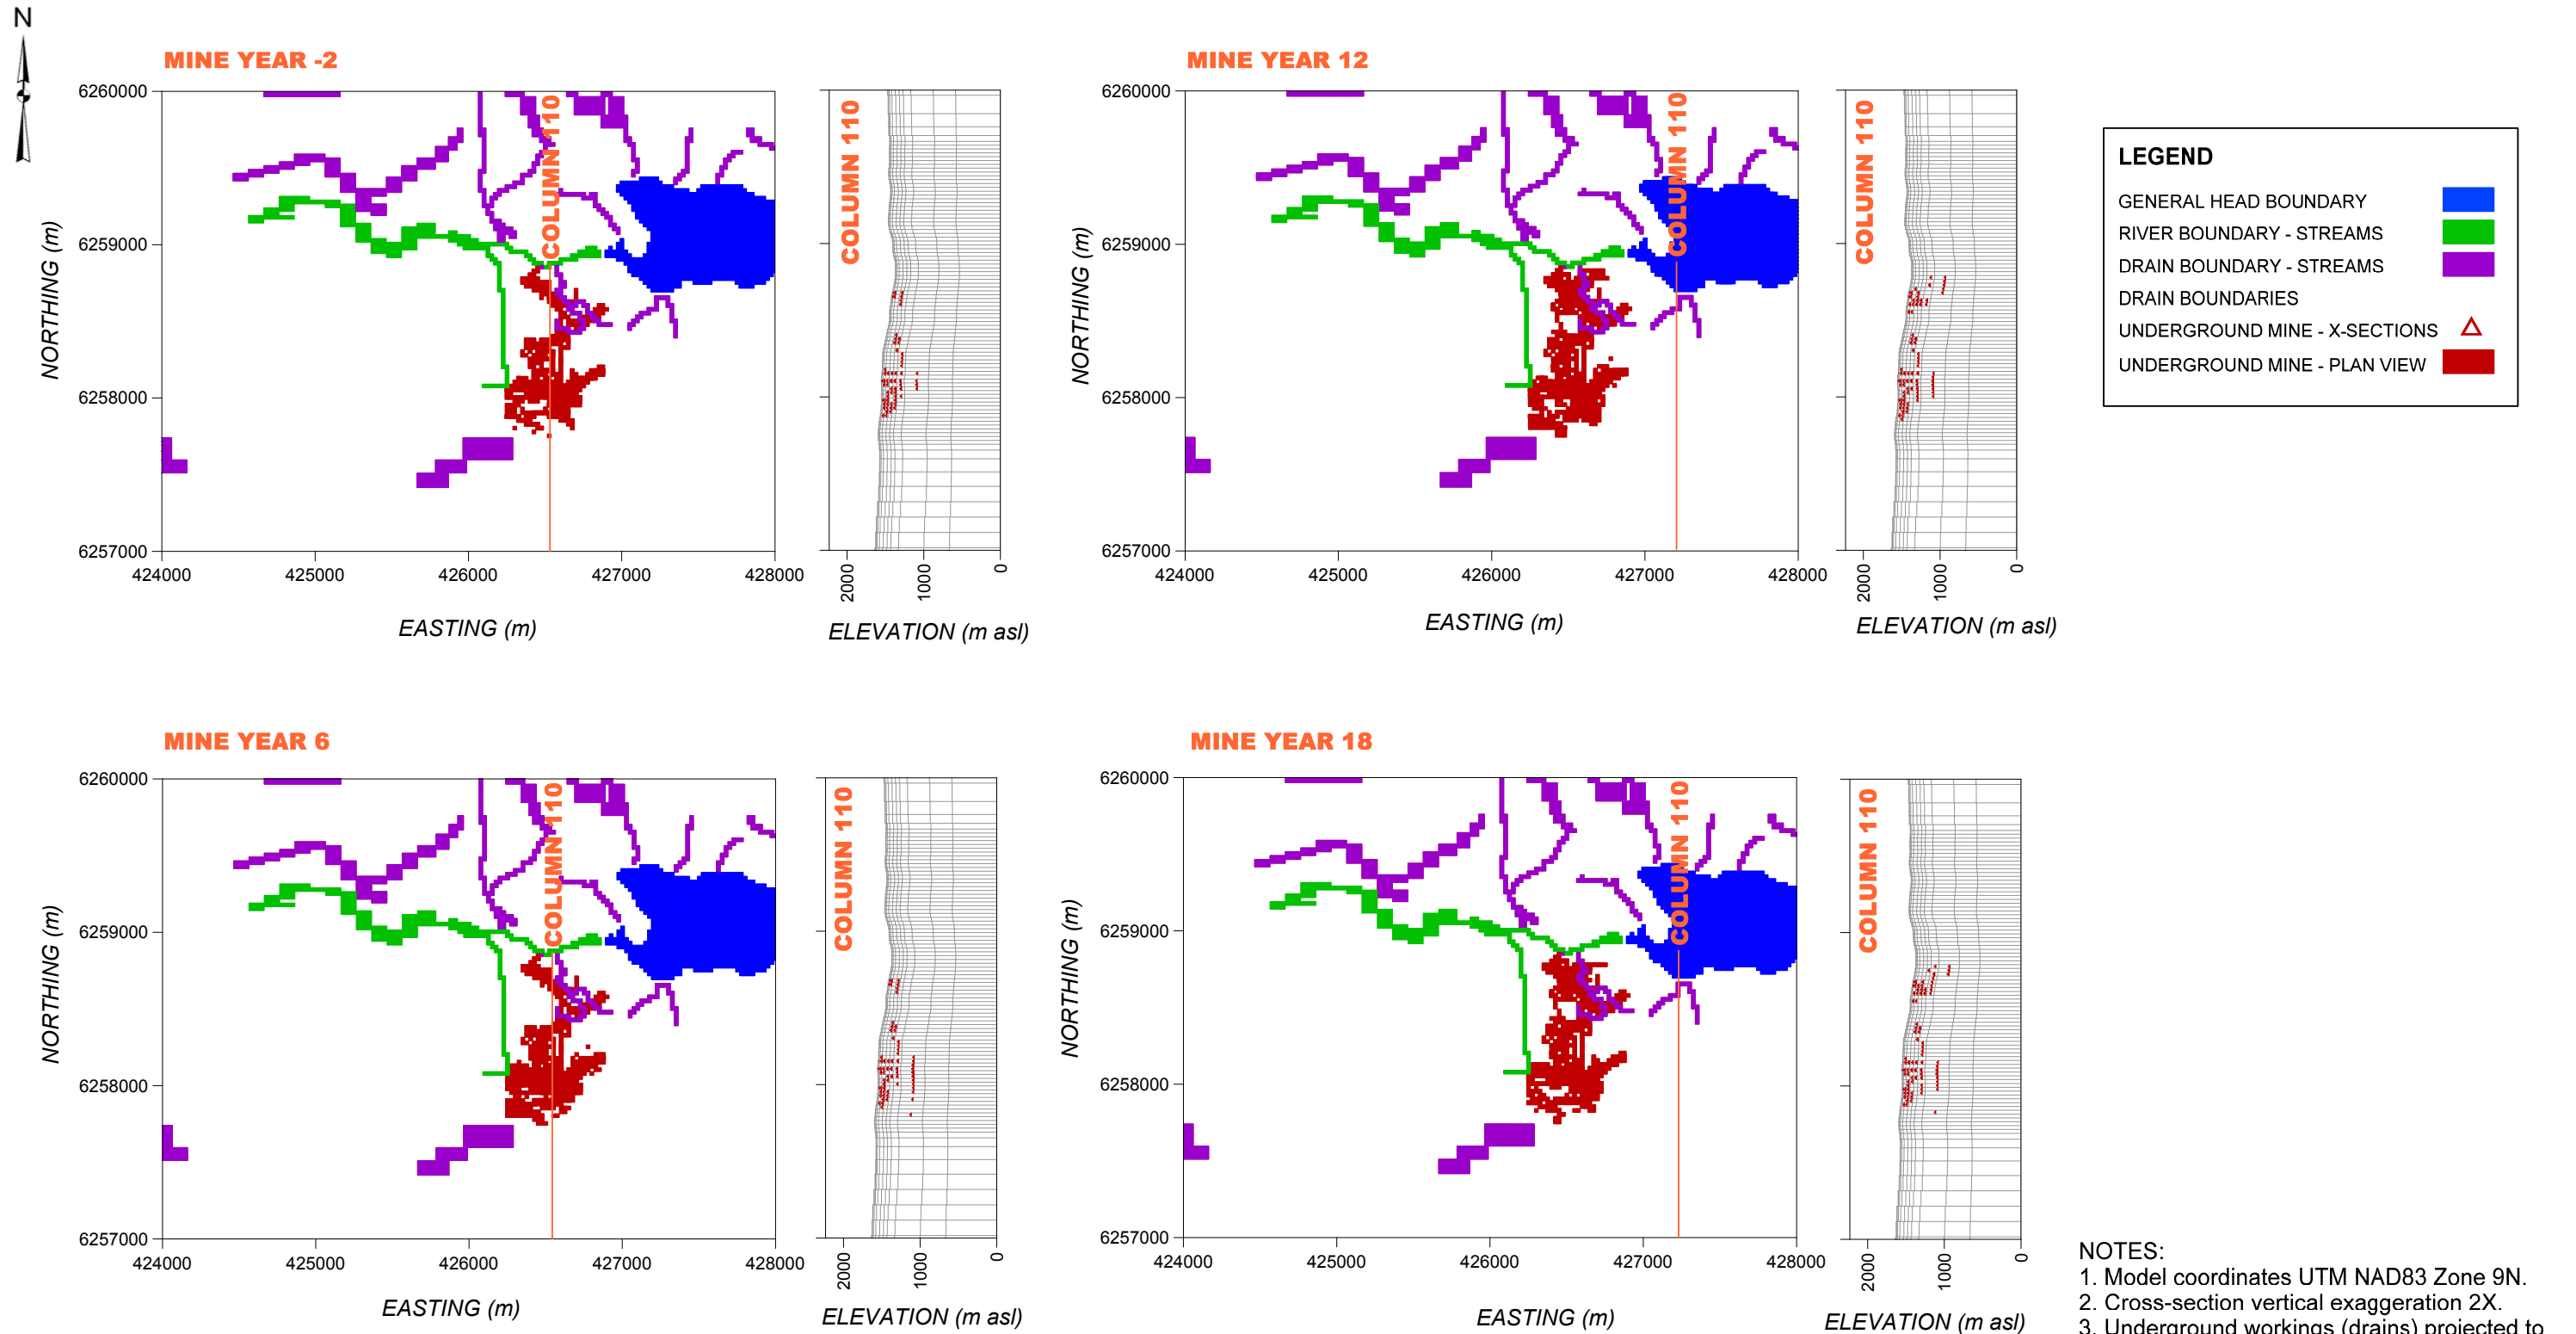 N
MINE YEAR -2
6260000
6259000
6258000
6257000
NORTHING (m)
424000
425000
426000
427000
428000
EASTING (m)
COLUMN 110
COLUMN 110
2000
1000
0
ELEVATION (m asl)
MINE YEAR 12
6260000
6259000
6258000
6257000
NORTHING (m)
424000
425000
426000
427000
428000
EASTING (m)
COLUMN 110
COLUMN 110
2000
1000
0
ELEVATION (m asl)
LEGEND
GENERAL HEAD BOUNDARY
RIVER BOUNDARY - STREAMS
DRAIN BOUNDARY - STREAMS
DRAIN BOUNDARIES
UNDERGROUND MINE - X-SECTIONS
UNDERGROUND MINE - PLAN VIEW
MINE YEAR 6
6260000
6259000
6258000
6257000
NORTHING (m)
424000
425000
426000
427000
428000
EASTING (m)
COLUMN 110
COLUMN 110
2000
1000
0
ELEVATION (m asl)
MINE YEAR 18
6260000
6259000
6258000
6257000
NORTHING (m)
424000
425000
426000
427000
428000
EASTING (m)
COLUMN 110
COLUMN 110
2000
1000
0
ELEVATION (m asl)
NOTES:
1. Model coordinates UTM NAD83 Zone 9N.
2. Cross-section vertical exaggeration 2X.
3. Underground workings (drains) projected to